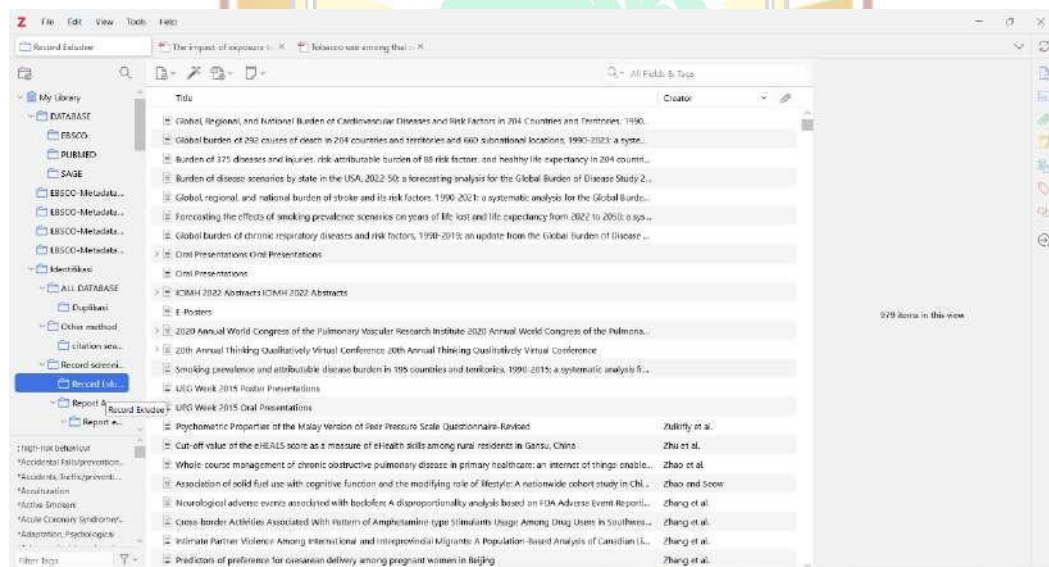 Z File Edit View Tools Help
Record Exludee
The impact of exposure t...
Tobacco use among thai ...
All Fields & Tags
My Library
DATABASE
EBSCO
PUBMED
SAGE
EBSCO-Metadata...
EBSCO-Metadata...
EBSCO-Metadata...
EBSCO-Metadata...
Identifikasi
ALL DATABASE
Duplikasi
Other method
citation sea...
Record screeni...
Record Exlu...
Report A
Record Exludee
Report e...
*Accidental Falls/prevention...
*Accidents, Traffic/preventi...
*Acculturation
*Active Smokers
*Acute Coronary Syndrome/...
*Adaptation, Psychological
Filter Tags
Title Creator
Global, Regional, and National Burden of Cardiovascular Diseases and Risk Factors in 204 Countries and Territories, 1990...
Global burden of 292 causes of death in 204 countries and territories and 660 subnational locations, 1990-2023: a syste...
Burden of 375 diseases and injuries, risk-attributable burden of 88 risk factors, and healthy life expectancy in 204 countri...
Burden of disease scenarios by state in the USA, 2022-50: a forecasting analysis for the Global Burden of Disease Study 2...
Global, regional, and national burden of stroke and its risk factors, 1990-2021: a systematic analysis for the Global Burde...
Forecasting the effects of smoking prevalence scenarios on years of life lost and life expectancy from 2022 to 2050: a sys...
Global burden of chronic respiratory diseases and risk factors, 1990-2019: an update from the Global Burden of Disease ...
Oral Presentations Oral Presentations
Oral Presentations
ICIMH 2022 Abstracts ICIMH 2022 Abstracts
E-Posters
2020 Annual World Congress of the Pulmonary Vascular Research Institute 2020 Annual World Congress of the Pulmona...
20th Annual Thinking Qualitatively Virtual Conference 20th Annual Thinking Qualitatively Virtual Conference
Smoking prevalence and attributable disease burden in 195 countries and territories, 1990-2015: a systematic analysis fr...
UEG Week 2015 Poster Presentations
UEG Week 2015 Oral Presentations
Psychometric Properties of the Malay Version of Peer Pressure Scale Questionnaire-Revised Zulkifly et al.
Cut-off value of the eHEALS score as a measure of eHealth skills among rural residents in Gansu, China Zhu et al.
Whole-course management of chronic obstructive pulmonary disease in primary healthcare: an internet of things-enable... Zhao et al.
Association of solid fuel use with cognitive function and the modifying role of lifestyle: A nationwide cohort study in Chi... Zhao and Seow
Neurological adverse events associated with baclofen: A disproportionality analysis based on FDA Adverse Event Reporti... Zhang et al.
Cross-border Activities Associated With Pattern of Amphetamine-type Stimulants Usage Among Drug Users in Southwes... Zhang et al.
Intimate Partner Violence Among International and Interprovincial Migrants: A Population-Based Analysis of Canadian Li... Zhang et al.
Predictors of preference for caesarean delivery among pregnant women in Beijing Zhang et al.
979 items in this view